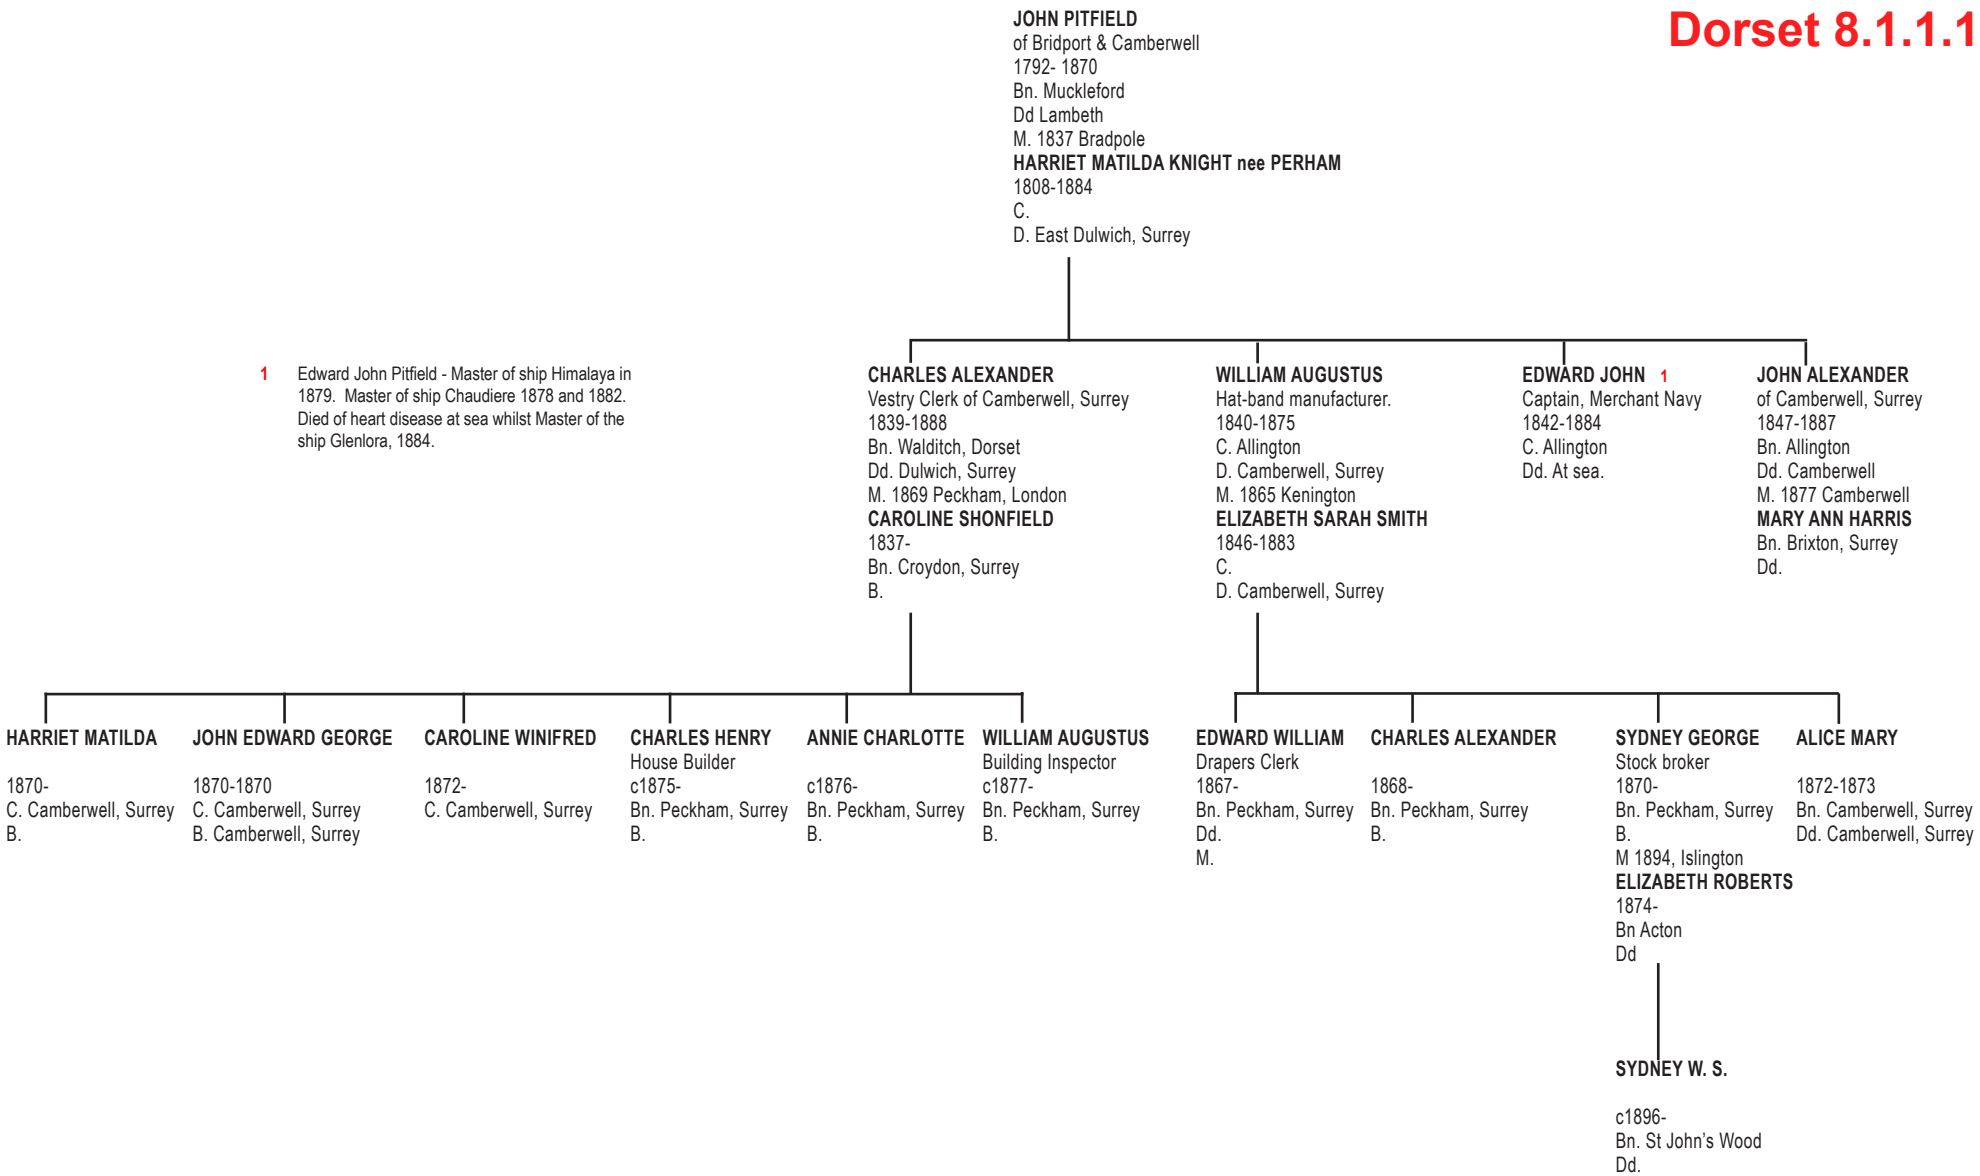 Dorset 8.1.1.1
JOHN PITFIELD
of Bridport & Camberwell
1792- 1870
Bn. Muckleford
Dd Lambeth
M. 1837 Bradpole
HARRIET MATILDA KNIGHT nee PERHAM
1808-1884
C.
D. East Dulwich, Surrey
1 Edward John Pitfield - Master of ship Himalaya in
1879. Master of ship Chaudiere 1878 and 1882.
Died of heart disease at sea whilst Master of the
ship Glenlora, 1884.
CHARLES ALEXANDER
Vestry Clerk of Camberwell, Surrey
1839-1888
Bn. Walditch, Dorset
Dd. Dulwich, Surrey
M. 1869 Peckham, London
CAROLINE SHONFIELD
1837-
Bn. Croydon, Surrey
B.
WILLIAM AUGUSTUS
Hat-band manufacturer.
1840-1875
C. Allington
D. Camberwell, Surrey
M. 1865 Kenington
ELIZABETH SARAH SMITH
1846-1883
C.
D. Camberwell, Surrey
EDWARD JOHN 1
Captain, Merchant Navy
1842-1884
C. Allington
Dd. At sea.
JOHN ALEXANDER
of Camberwell, Surrey
1847-1887
Bn. Allington
Dd. Camberwell
M. 1877 Camberwell
MARY ANN HARRIS
Bn. Brixton, Surrey
Dd.
HARRIET MATILDA
1870-
C. Camberwell, Surrey
B.
JOHN EDWARD GEORGE
1870-1870
C. Camberwell, Surrey
B. Camberwell, Surrey
CAROLINE WINIFRED
1872-
C. Camberwell, Surrey
CHARLES HENRY
House Builder
c1875-
Bn. Peckham, Surrey
B.
ANNIE CHARLOTTE
c1876-
Bn. Peckham, Surrey
B.
WILLIAM AUGUSTUS
Building Inspector
c1877-
Bn. Peckham, Surrey
B.
EDWARD WILLIAM
Drapers Clerk
1867-
Bn. Peckham, Surrey
Dd.
M.
CHARLES ALEXANDER
1868-
Bn. Peckham, Surrey
B.
SYDNEY GEORGE
Stock broker
1870-
Bn. Peckham, Surrey
B.
M 1894, Islington
ELIZABETH ROBERTS
1874-
Bn Acton
Dd
ALICE MARY
1872-1873
Bn. Camberwell, Surrey
Dd. Camberwell, Surrey
SYDNEY W. S.
c1896-
Bn. St John's Wood
Dd.